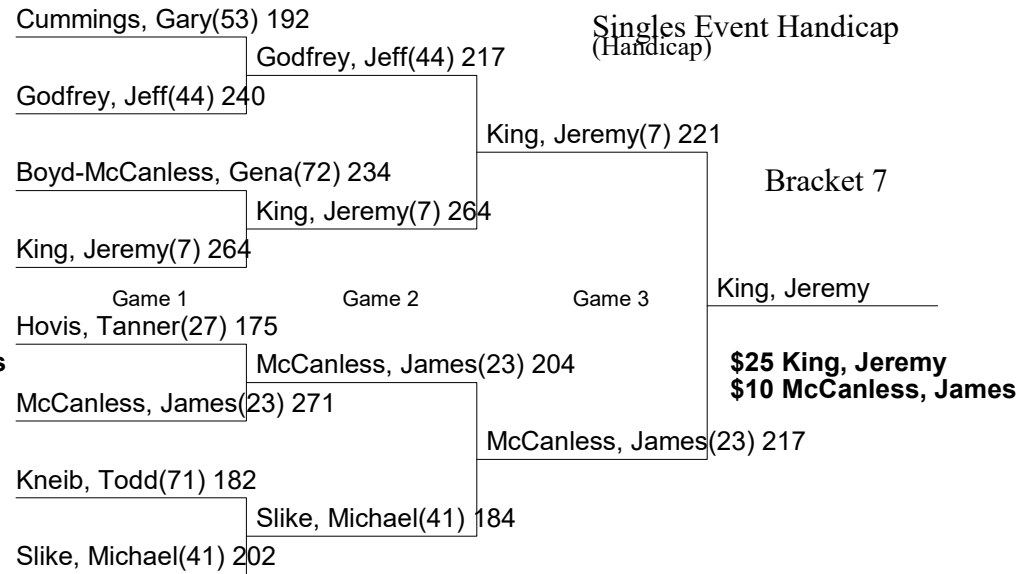 Cummings, Gary(53) 192
Singles Event Handicap
(Handicap)
Godfrey, Jeff(44) 217
Godfrey, Jeff(44) 240
King, Jeremy(7) 221
Boyd-McCanless, Gena(72) 234
Bracket 7
King, Jeremy(7) 264
King, Jeremy(7) 264
Game 1
Game 2
Game 3
King, Jeremy
Hovis, Tanner(27) 175
s
McCanless, James(23) 204
$25 King, Jeremy
$10 McCanless, James
McCanless, James(23) 271
McCanless, James(23) 217
Kneib, Todd(71) 182
Slike, Michael(41) 184
Slike, Michael(41) 202